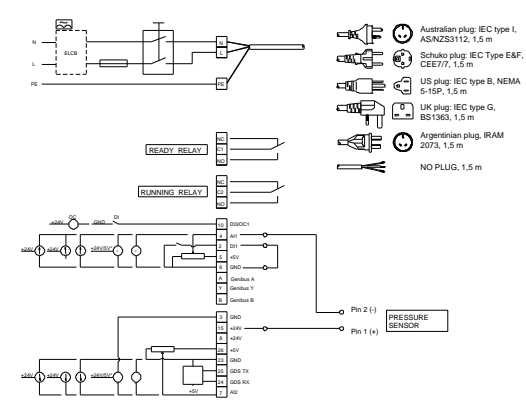 N
ELCB
L
PE
N
L
PE
Australian plug: IEC type I,
AS/NZS3112, 1,5 m
Schuko plug: IEC Type E&F,
CEE7/7, 1,5 m
US plug: IEC type B, NEMA
5-15P, 1,5 m
UK plug: IEC type G,
BS1363, 1,5 m
Argentinian plug, IRAM
2073, 1,5 m
NO PLUG, 1,5 m
READY RELAY
NC
C1
NO
RUNNING RELAY
NC
C2
NO
+24V
OC
GND
DI
10 DI3/OC1
4 AI1
2 DI1
5 +5V
6 GND
A Genibus A
Y Genibus Y
B Genibus B
+24V
+24V
+24V/5V*
3 GND
15 +24V
8 +24V
26 +5V
23 GND
25 GDS TX
24 GDS RX
7 AI2
+24V
+24V
+24V/5V*
+5V
Pin 2 (-)
Pin 1 (+)
PRESSURE
SENSOR